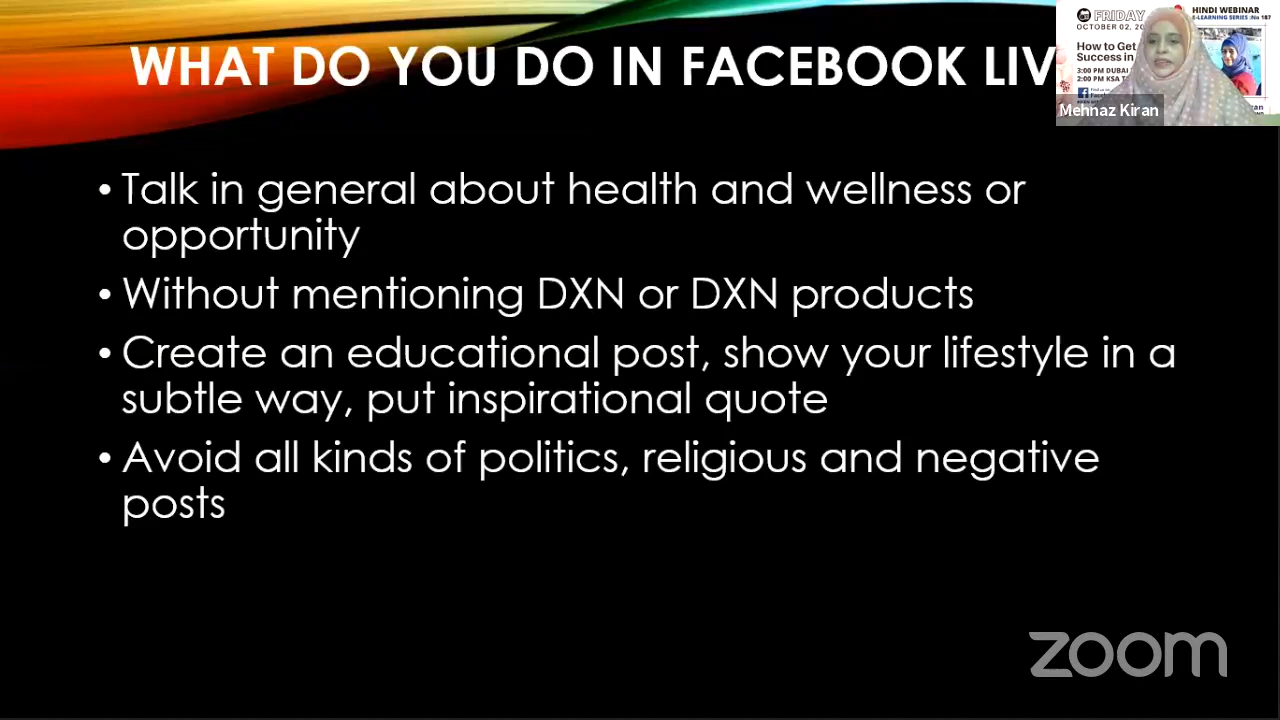 WHAT DO YOU DO IN FACEBOOK LIV
• Talk in general about health and wellness or
opportunity
• Without mentioning DXN or DXN products
• Create an educational post, show your lifestyle in a
subtle way, put inspirational quote
• Avoid all kinds of politics, religious and negative
posts
FRIDAY
OCTOBER 02, 20
HINDI WEBINAR
E-LEARNING SERIES :No 187
How to Get
Success in
3:00 PM DUBAI
2:00 PM KSA T
Find us on
Mehnaz Kiran
zoom